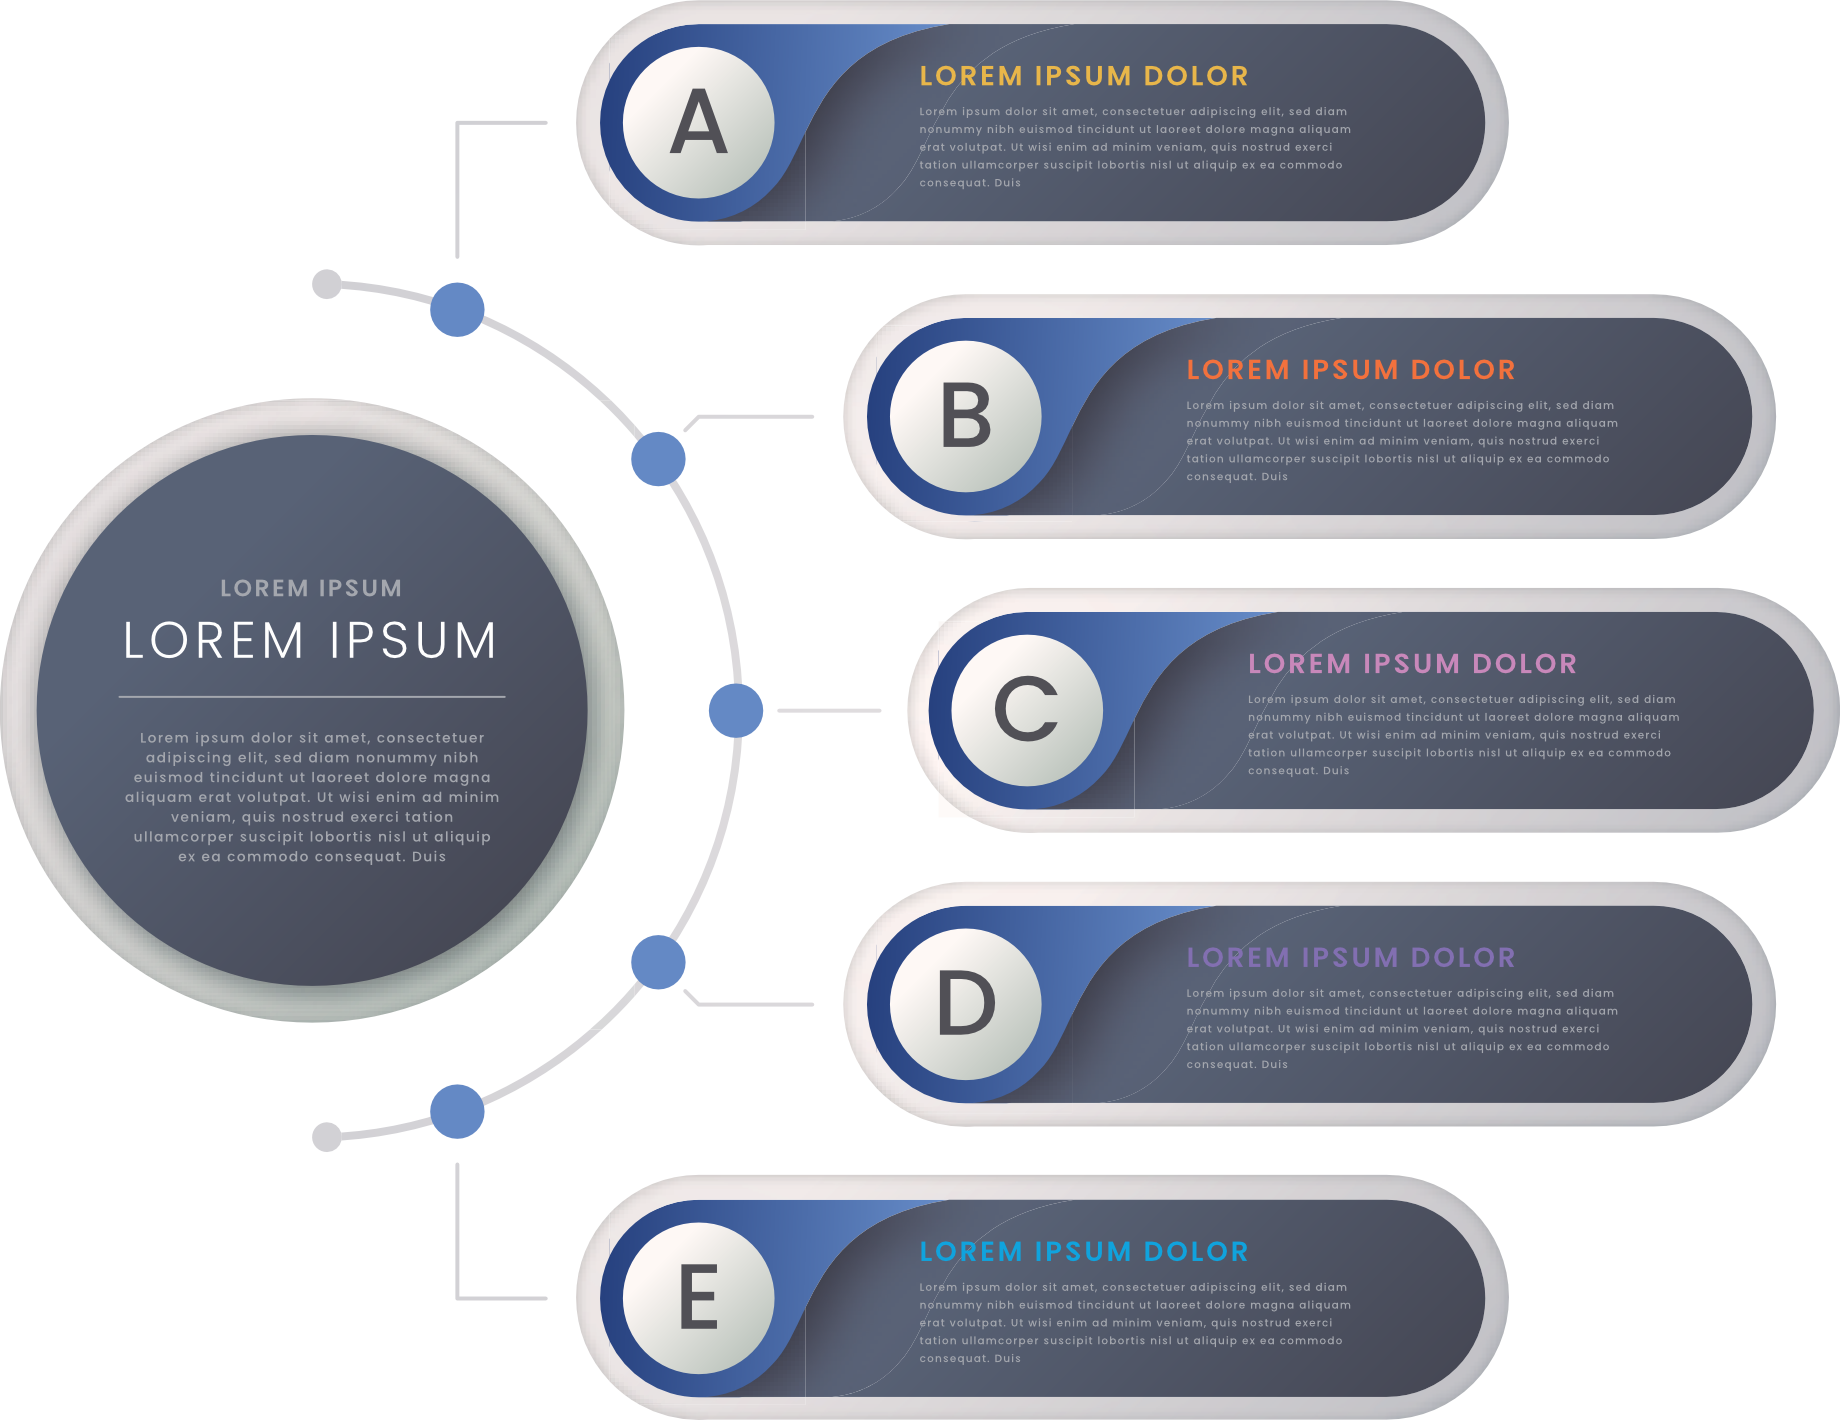 A
LOREM IPSUM DOLOR
Lorem ipsum dolor sit amet, consectetuer adipiscing elit, sed diam
nonummy nibh euismod tincidunt ut laoreet dolore magna aliquam
erat volutpat. Ut wisi enim ad minim veniam, quis nostrud exerci
tation ullamcorper suscipit lobortis nisl ut aliquip ex ea commodo
consequat. Duis
B
LOREM IPSUM DOLOR
Lorem ipsum dolor sit amet, consectetuer adipiscing elit, sed diam
nonummy nibh euismod tincidunt ut laoreet dolore magna aliquam
erat volutpat. Ut wisi enim ad minim veniam, quis nostrud exerci
tation ullamcorper suscipit lobortis nisl ut aliquip ex ea commodo
consequat. Duis
LOREM IPSUM
LOREM IPSUM
Lorem ipsum dolor sit amet, consectetuer
adipiscing elit, sed diam nonummy nibh
euismod tincidunt ut laoreet dolore magna
aliquam erat volutpat. Ut wisi enim ad minim
veniam, quis nostrud exerci tation
ullamcorper suscipit lobortis nisl ut aliquip
ex ea commodo consequat. Duis
C
LOREM IPSUM DOLOR
Lorem ipsum dolor sit amet, consectetuer adipiscing elit, sed diam
nonummy nibh euismod tincidunt ut laoreet dolore magna aliquam
erat volutpat. Ut wisi enim ad minim veniam, quis nostrud exerci
tation ullamcorper suscipit lobortis nisl ut aliquip ex ea commodo
consequat. Duis
D
LOREM IPSUM DOLOR
Lorem ipsum dolor sit amet, consectetuer adipiscing elit, sed diam
nonummy nibh euismod tincidunt ut laoreet dolore magna aliquam
erat volutpat. Ut wisi enim ad minim veniam, quis nostrud exerci
tation ullamcorper suscipit lobortis nisl ut aliquip ex ea commodo
consequat. Duis
E
LOREM IPSUM DOLOR
Lorem ipsum dolor sit amet, consectetuer adipiscing elit, sed diam
nonummy nibh euismod tincidunt ut laoreet dolore magna aliquam
erat volutpat. Ut wisi enim ad minim veniam, quis nostrud exerci
tation ullamcorper suscipit lobortis nisl ut aliquip ex ea commodo
consequat. Duis